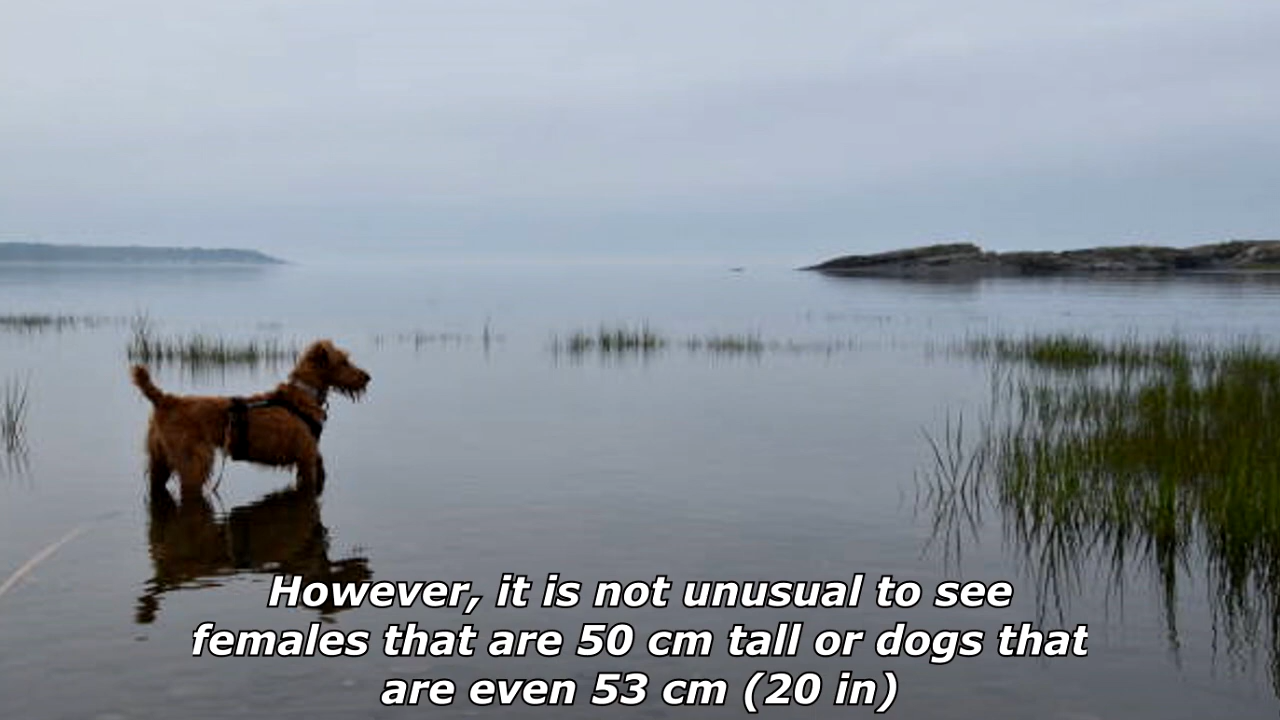 However, it is not unusual to see
females that are 50 cm tall or dogs that
are even 53 cm (20 in)